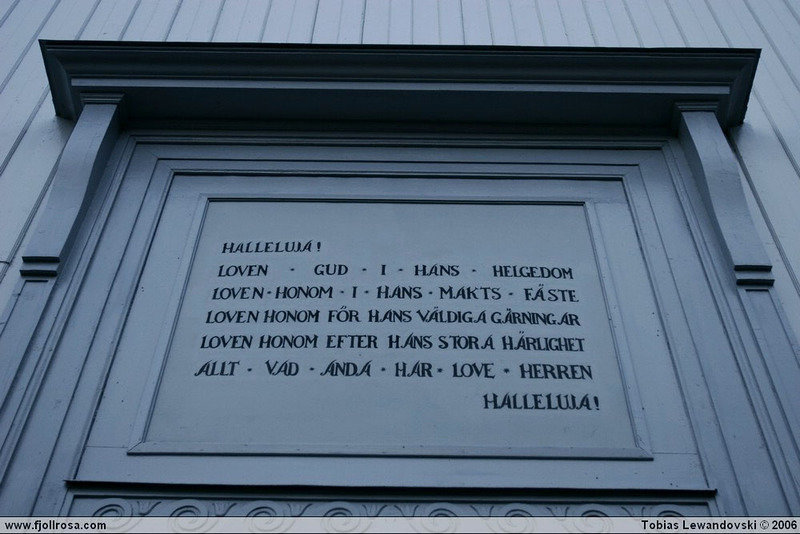 HALLELUJA!
LOVEN · GUD · I · HANS · HELGEDOM
LOVEN · HONOM · I · HANS · MAKTS · FÄSTE
LOVEN HONOM FÖR HANS VÄLDIGA GÄRNINGAR
LOVEN HONOM EFTER HANS STORA HÄRLIGHET
ALLT · VAD · ANDA · HAR · LOVE · HERREN
HALLELUJA!
www.fjollrosa.com
Tobias Lewandovski © 2006